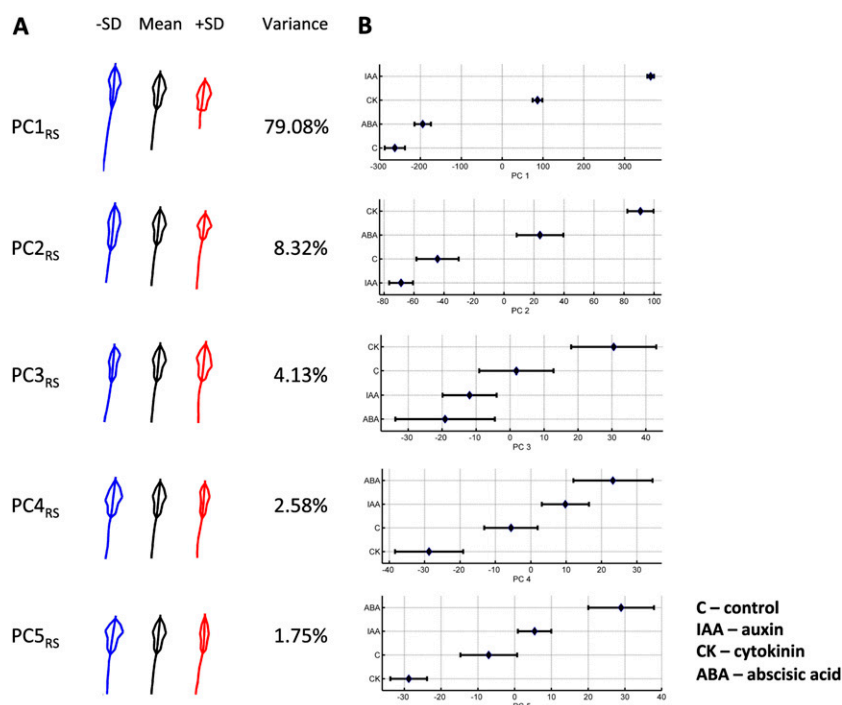 A -SD Mean +SD Variance B
PC1RS 79.08%
IAA
CK
ABA
C
-300 -200 -100 0 100 200 300
PC 1
PC2RS 8.32%
CK
ABA
C
IAA
-80 -60 -40 -20 0 20 40 60 80 100
PC 2
PC3RS 4.13%
CK
C
IAA
ABA
-30 -20 -10 0 10 20 30 40
PC 3
PC4RS 2.58%
ABA
IAA
C
CK
-40 -30 -20 -10 0 10 20 30
PC 4
PC5RS 1.75%
ABA
IAA
C
CK
-30 -20 -10 0 10 20 30 40
C – control
IAA – auxin
CK – cytokinin
ABA – abscisic acid